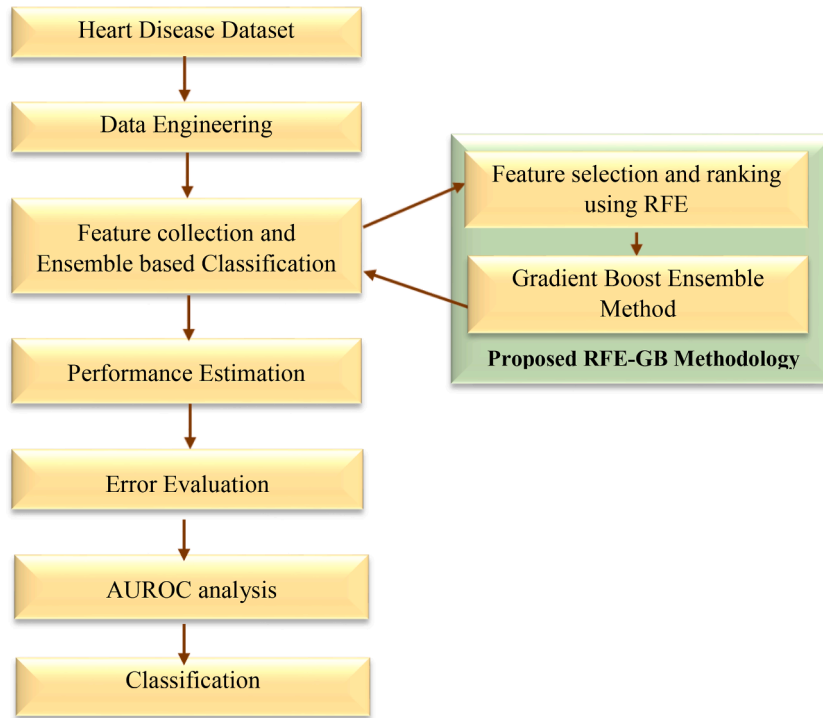 Heart Disease Dataset
Data Engineering
Feature collection and
Ensemble based Classification
Feature selection and ranking
using RFE
Gradient Boost Ensemble
Method
Proposed RFE-GB Methodology
Performance Estimation
Error Evaluation
AUROC analysis
Classification